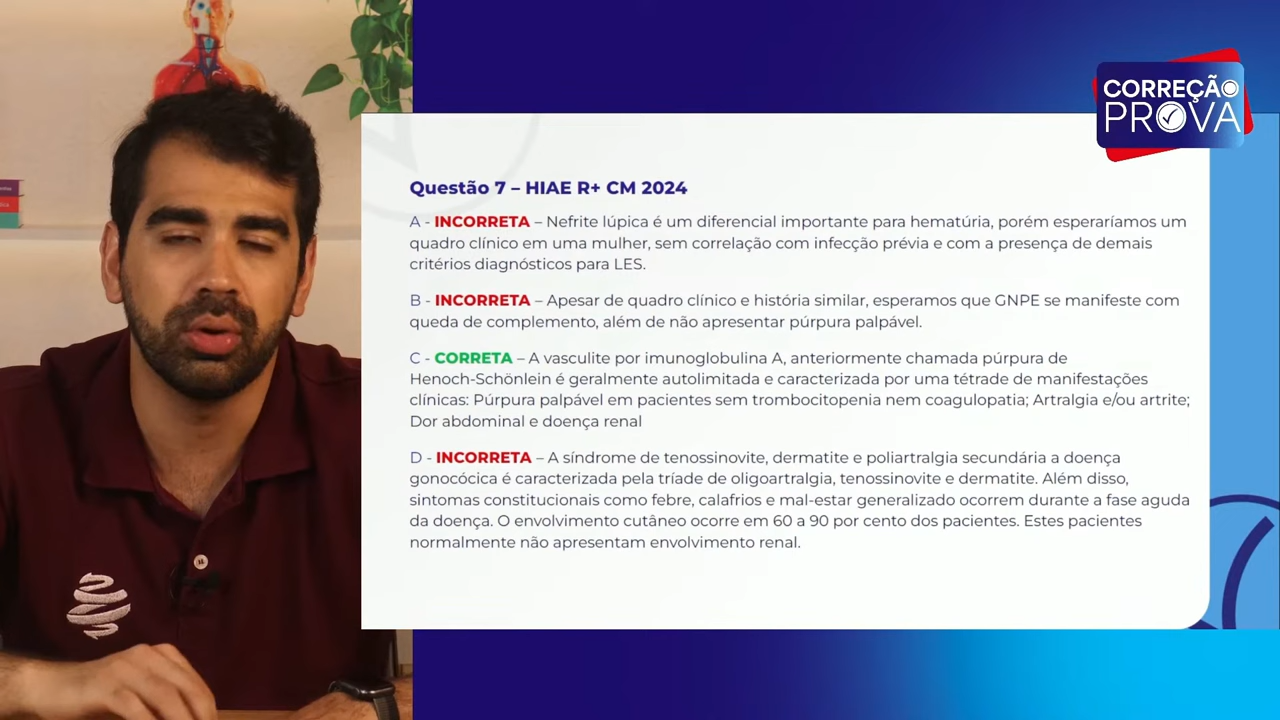 CORREÇÃO
PROVA
Questão 7 – HIAE R+ CM 2024
A - INCORRETA – Nefrite lúpica é um diferencial importante para hematúria, porém esperaríamos um
quadro clínico em uma mulher, sem correlação com infecção prévia e com a presença de demais
critérios diagnósticos para LES.
B - INCORRETA – Apesar de quadro clínico e história similar, esperamos que GNPE se manifeste com
queda de complemento, além de não apresentar púrpura palpável.
C - CORRETA – A vasculite por imunoglobulina A, anteriormente chamada púrpura de
Henoch-Schönlein é geralmente autolimitada e caracterizada por uma tétrade de manifestações
clínicas: Púrpura palpável em pacientes sem trombocitopenia nem coagulopatia; Artralgia e/ou artrite;
Dor abdominal e doença renal
D - INCORRETA – A síndrome de tenossinovite, dermatite e poliartralgia secundária a doença
gonocócica é caracterizada pela tríade de oligoartralgia, tenossinovite e dermatite. Além disso,
sintomas constitucionais como febre, calafrios e mal-estar generalizado ocorrem durante a fase aguda
da doença. O envolvimento cutâneo ocorre em 60 a 90 por cento dos pacientes. Estes pacientes
normalmente não apresentam envolvimento renal.